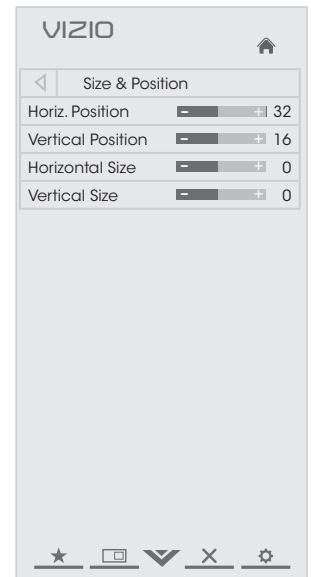 VIZIO
Size & Position
Horiz. Position - + 32
Vertical Position - + 16
Horizontal Size - + 0
Vertical Size - + 0